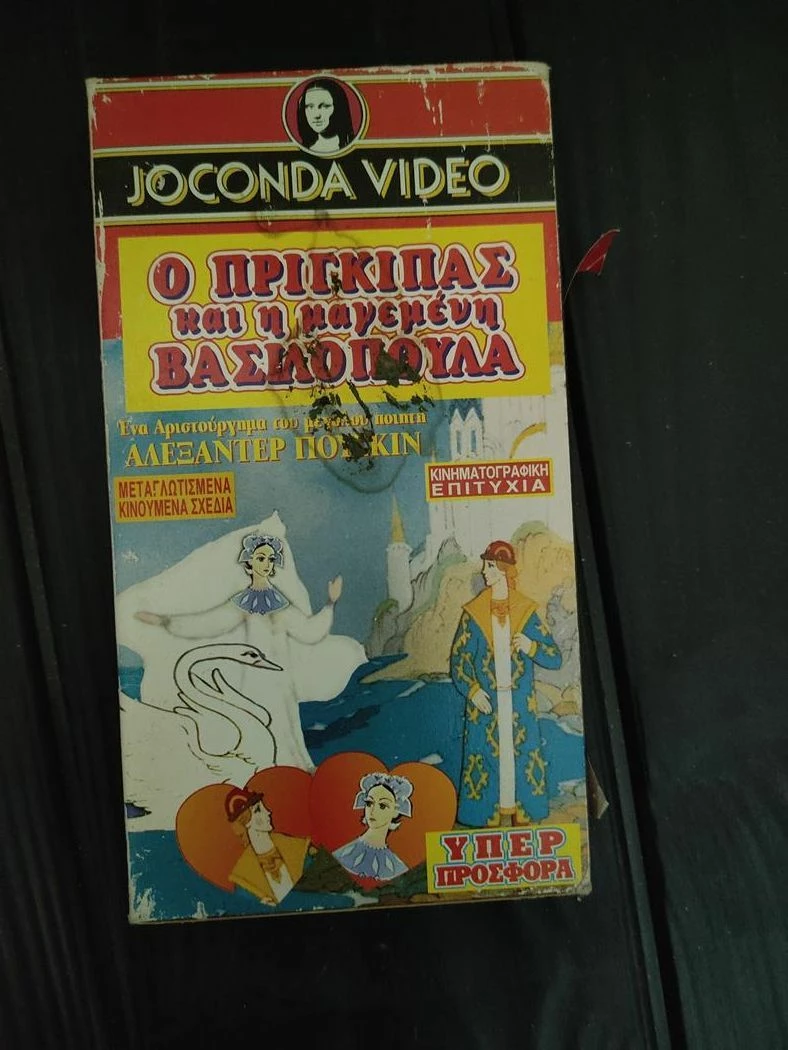 JOCONDA VIDEO
Ο ΠΡΙΓΚΙΠΑΣ
και η μαγεμένη
ΒΑΣΙΛΟΠΟΥΛΑ
Ένα Αριστούργημα του μεγάλου ποιητή
ΑΛΕΞΑΝΤΕΡ ΠΟΥΣΚΙΝ
ΜΕΤΑΓΛΩΤΙΣΜΕΝΑ
ΚΙΝΟΥΜΕΝΑ ΣΧΕΔΙΑ
ΚΙΝΗΜΑΤΟΓΡΑΦΙΚΗ
ΕΠΙΤΥΧΙΑ
ΥΠΕΡ
ΠΡΟΣΦΟΡΑ